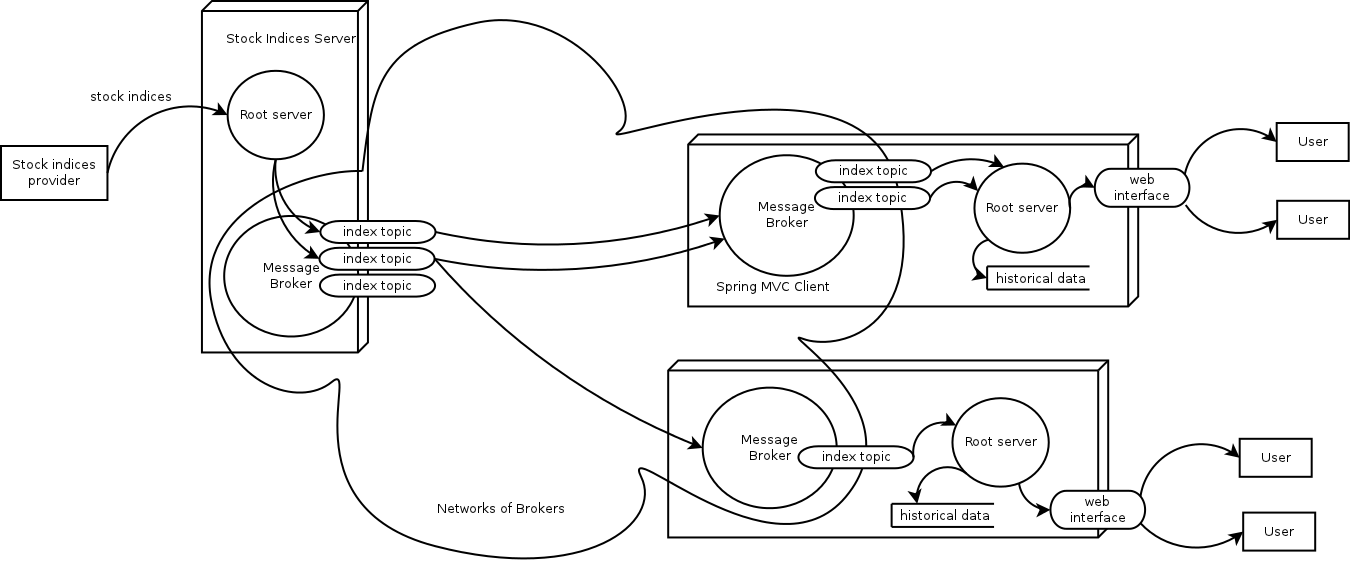 Stock Indices Server
stock indices
Root server
Stock indices
provider
index topic
index topic
index topic
Message
Broker
index topic
index topic
Message
Broker
Root server
historical data
Spring MVC Client
web
interface
User
User
Message
Broker
index topic
Root server
historical data
web
interface
User
User
Networks of Brokers